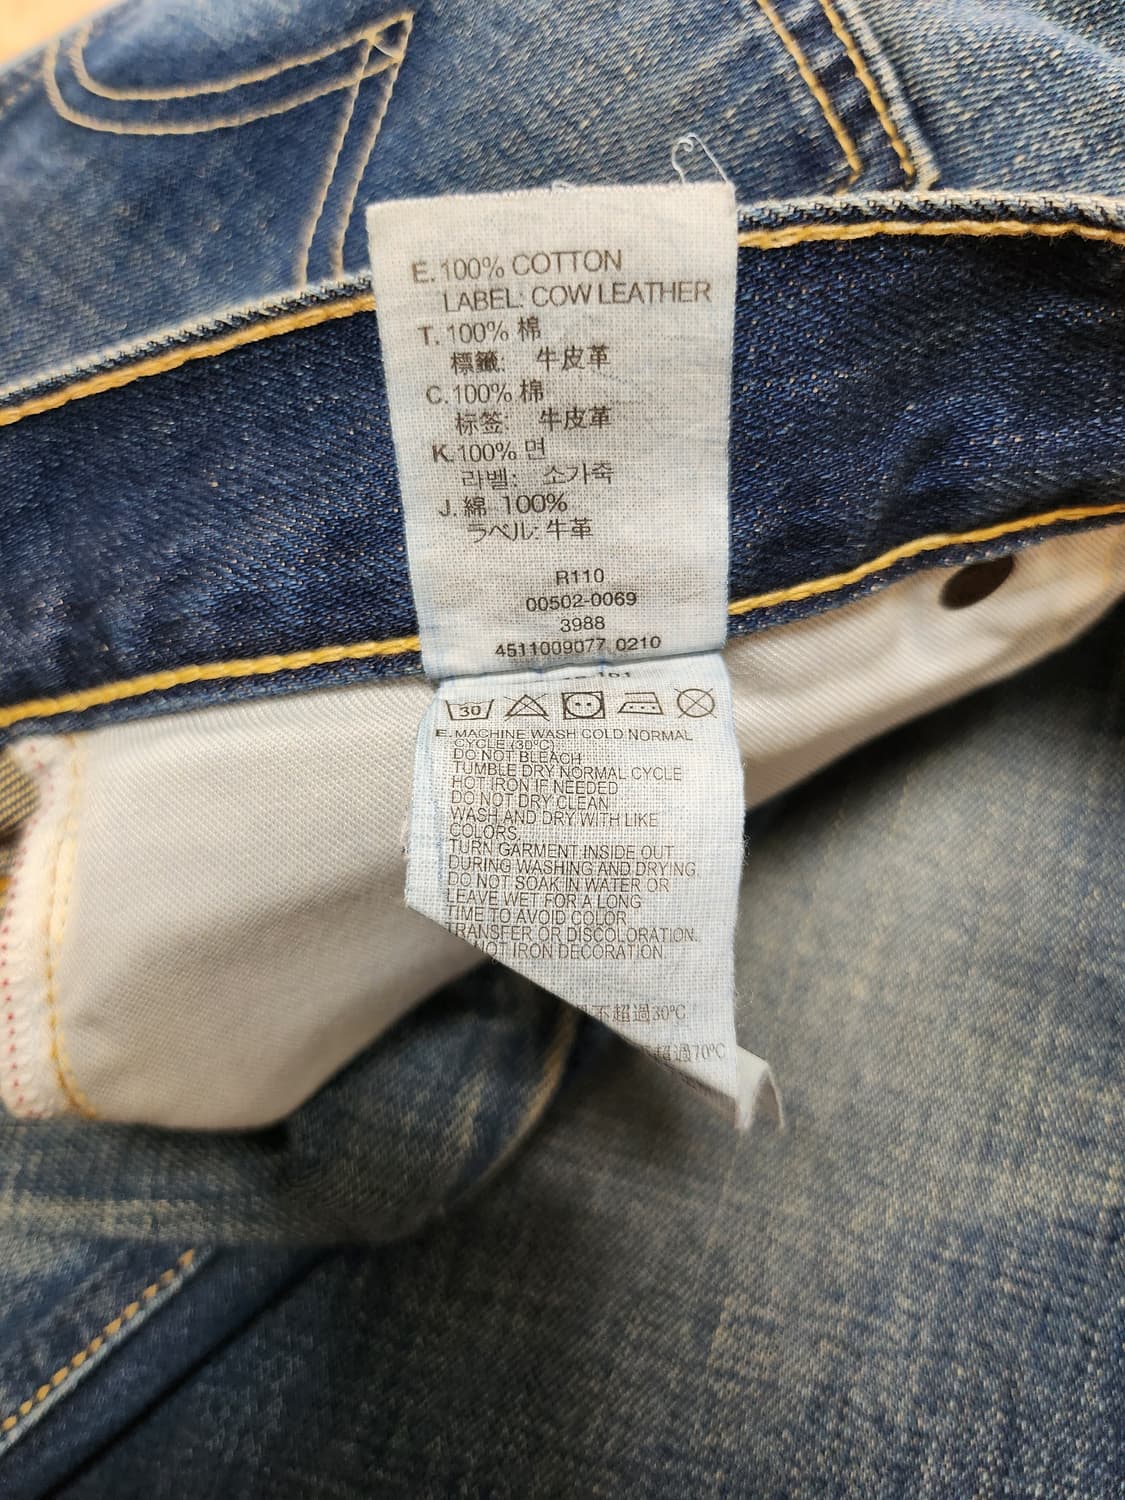 E. 100% COTTON
LABEL: COW LEATHER
T. 100% 棉
標籤: 牛皮革
C. 100% 棉
标签: 牛皮革
K. 100% 면
라벨: 소가죽
J. 綿 100%
ラベル: 牛革
R110
00502-0069
3988
4511009077 0210
30
E. MACHINE WASH COLD NORMAL
CYCLE (30°C)
DO NOT BLEACH
TUMBLE DRY NORMAL CYCLE
HOT IRON IF NEEDED
DO NOT DRY CLEAN
WASH AND DRY WITH LIKE
COLORS.
TURN GARMENT INSIDE OUT
DURING WASHING AND DRYING.
DO NOT SOAK IN WATER OR
LEAVE WET FOR A LONG
TIME TO AVOID COLOR
TRANSFER OR DISCOLORATION.
IRON DECORATION.
不超過30°C
超過70°C